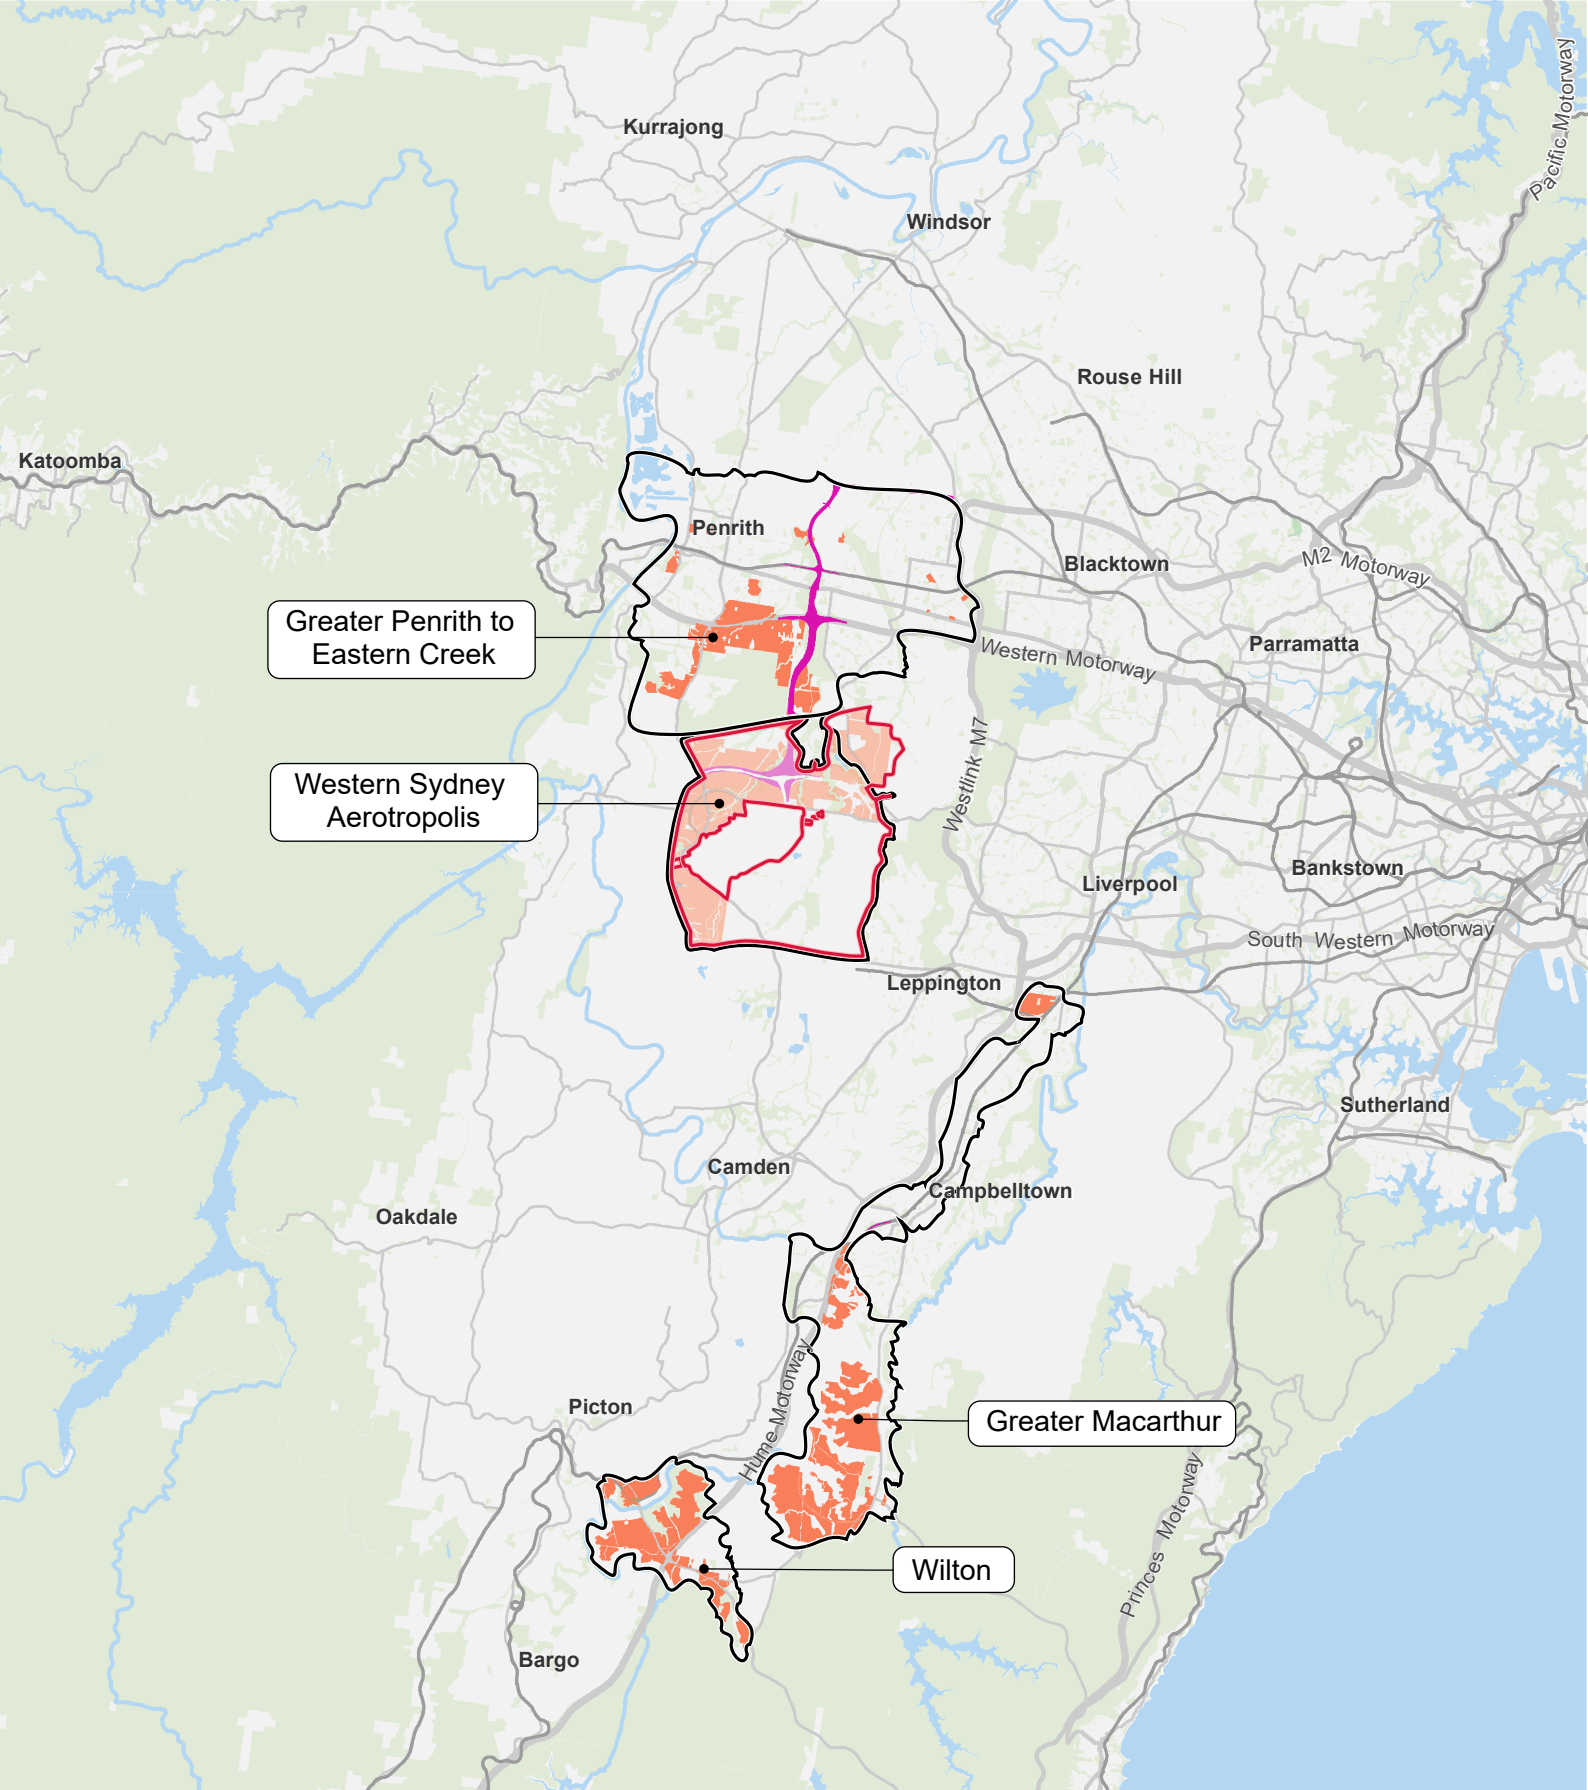 Pacific Motorway
Kurrajong
Windsor
Rouse Hill
Katoomba
Penrith
Blacktown
M2 Motorway
Greater Penrith to
Eastern Creek
Parramatta
Western Motorway
Westlink M7
Western Sydney
Aerotropolis
Bankstown
Liverpool
South Western Motorway
Leppington
Sutherland
Camden
Campbelltown
Oakdale
Hume Motorway
Picton
Greater Macarthur
Princes Motorway
Wilton
Bargo